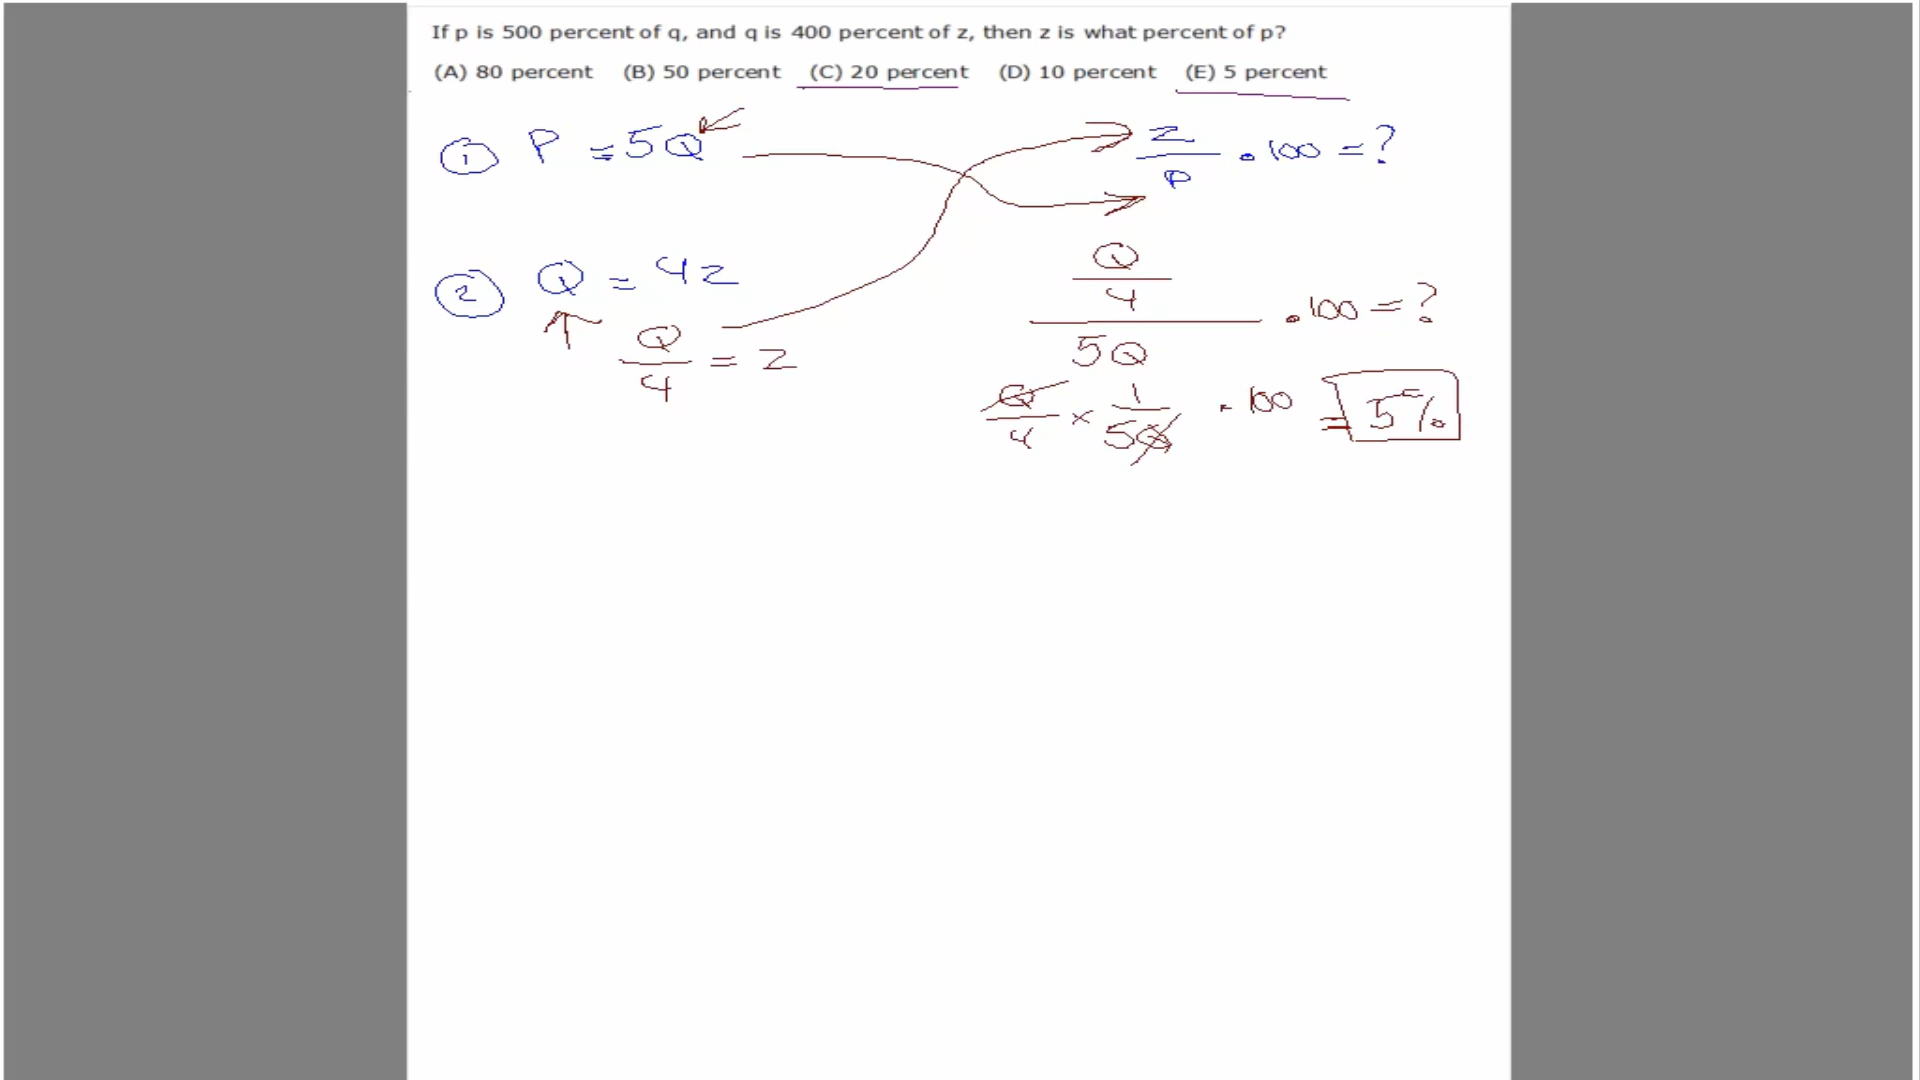 If p is 500 percent of q, and q is 400 percent of z, then z is what percent of p?
(A) 80 percent (B) 50 percent (C) 20 percent (D) 10 percent (E) 5 percent
1 P = 5Q
Z/P . 100 = ?
2 Q = 4Z
Q/4 = Z
Q/4 / 5Q . 100 = ?
Q/4 x 1/5Q . 100 = 5%